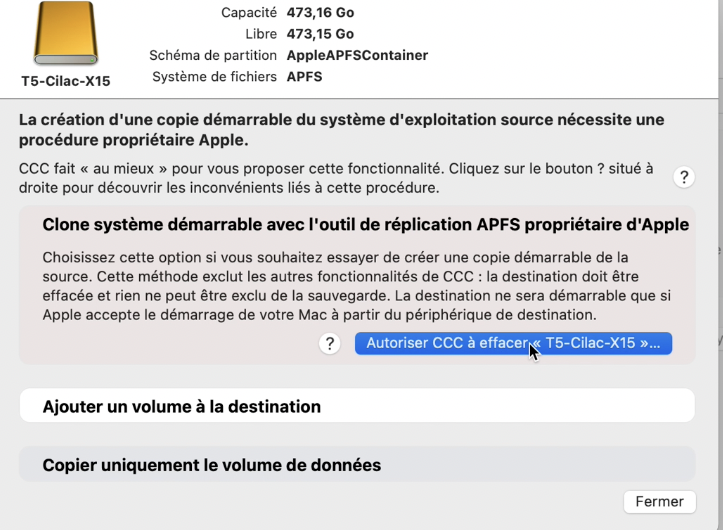 Capacité 473,16 Go
Libre 473,15 Go
Schéma de partition AppleAPFSContainer
Système de fichiers APFS
T5-Cilac-X15
La création d'une copie démarrable du système d'exploitation source nécessite une
procédure propriétaire Apple.
CCC fait « au mieux » pour vous proposer cette fonctionnalité. Cliquez sur le bouton ? situé à
droite pour découvrir les inconvénients liés à cette procédure.
?
Clone système démarrable avec l'outil de réplication APFS propriétaire d'Apple
Choisissez cette option si vous souhaitez essayer de créer une copie démarrable de la
source. Cette méthode exclut les autres fonctionnalités de CCC : la destination doit être
effacée et rien ne peut être exclu de la sauvegarde. La destination ne sera démarrable que si
Apple accepte le démarrage de votre Mac à partir du périphérique de destination.
? Autoriser CCC à effacer « T5-Cilac-X15 »...
Ajouter un volume à la destination
Copier uniquement le volume de données
Fermer